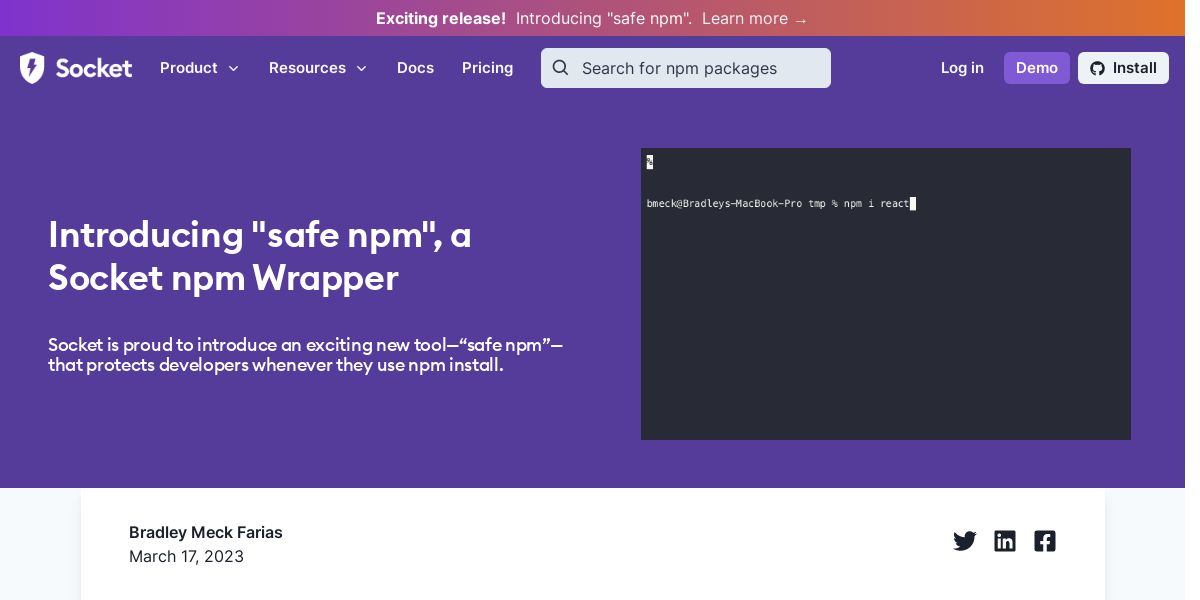 Exciting release! Introducing "safe npm". Learn more →
Socket
Product
Resources
Docs
Pricing
Search for npm packages
Log in
Demo
Install
%
bmeck@Bradleys-MacBook-Pro tmp % npm i react
Introducing "safe npm", a
Socket npm Wrapper
Socket is proud to introduce an exciting new tool—“safe npm”—
that protects developers whenever they use npm install.
Bradley Meck Farias
March 17, 2023